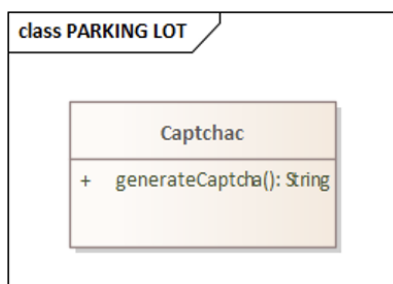 class PARKING LOT
Captchac
+ generateCaptcha(): String